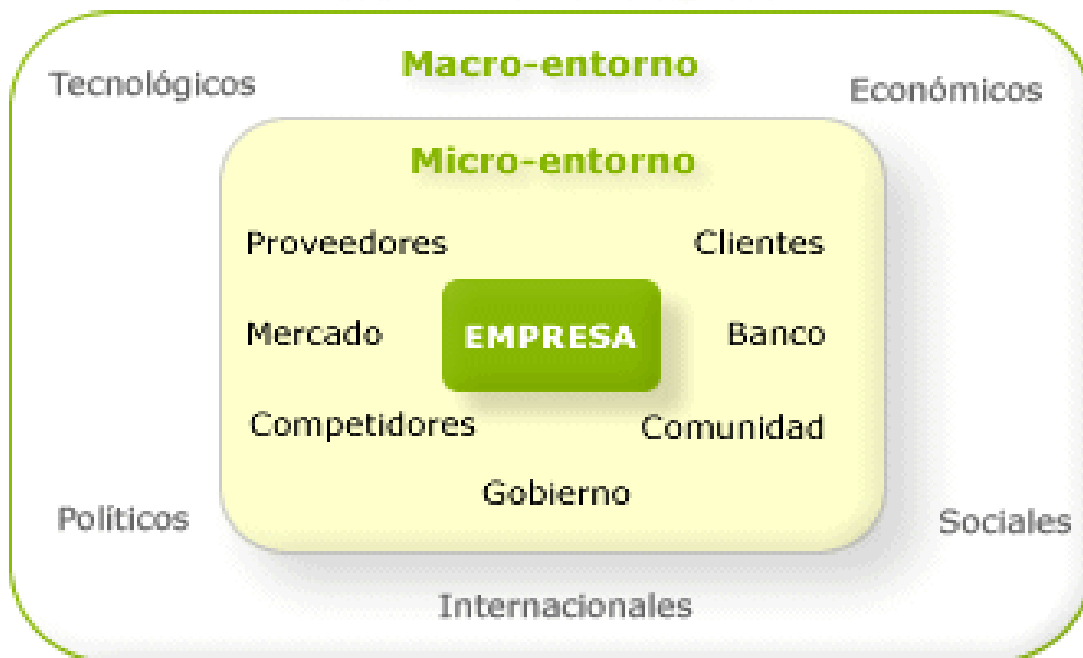 Macro-entorno
Tecnológicos
Económicos
Micro-entorno
Proveedores
Clientes
Mercado
EMPRESA
Banco
Competidores
Comunidad
Gobierno
Políticos
Sociales
Internacionales